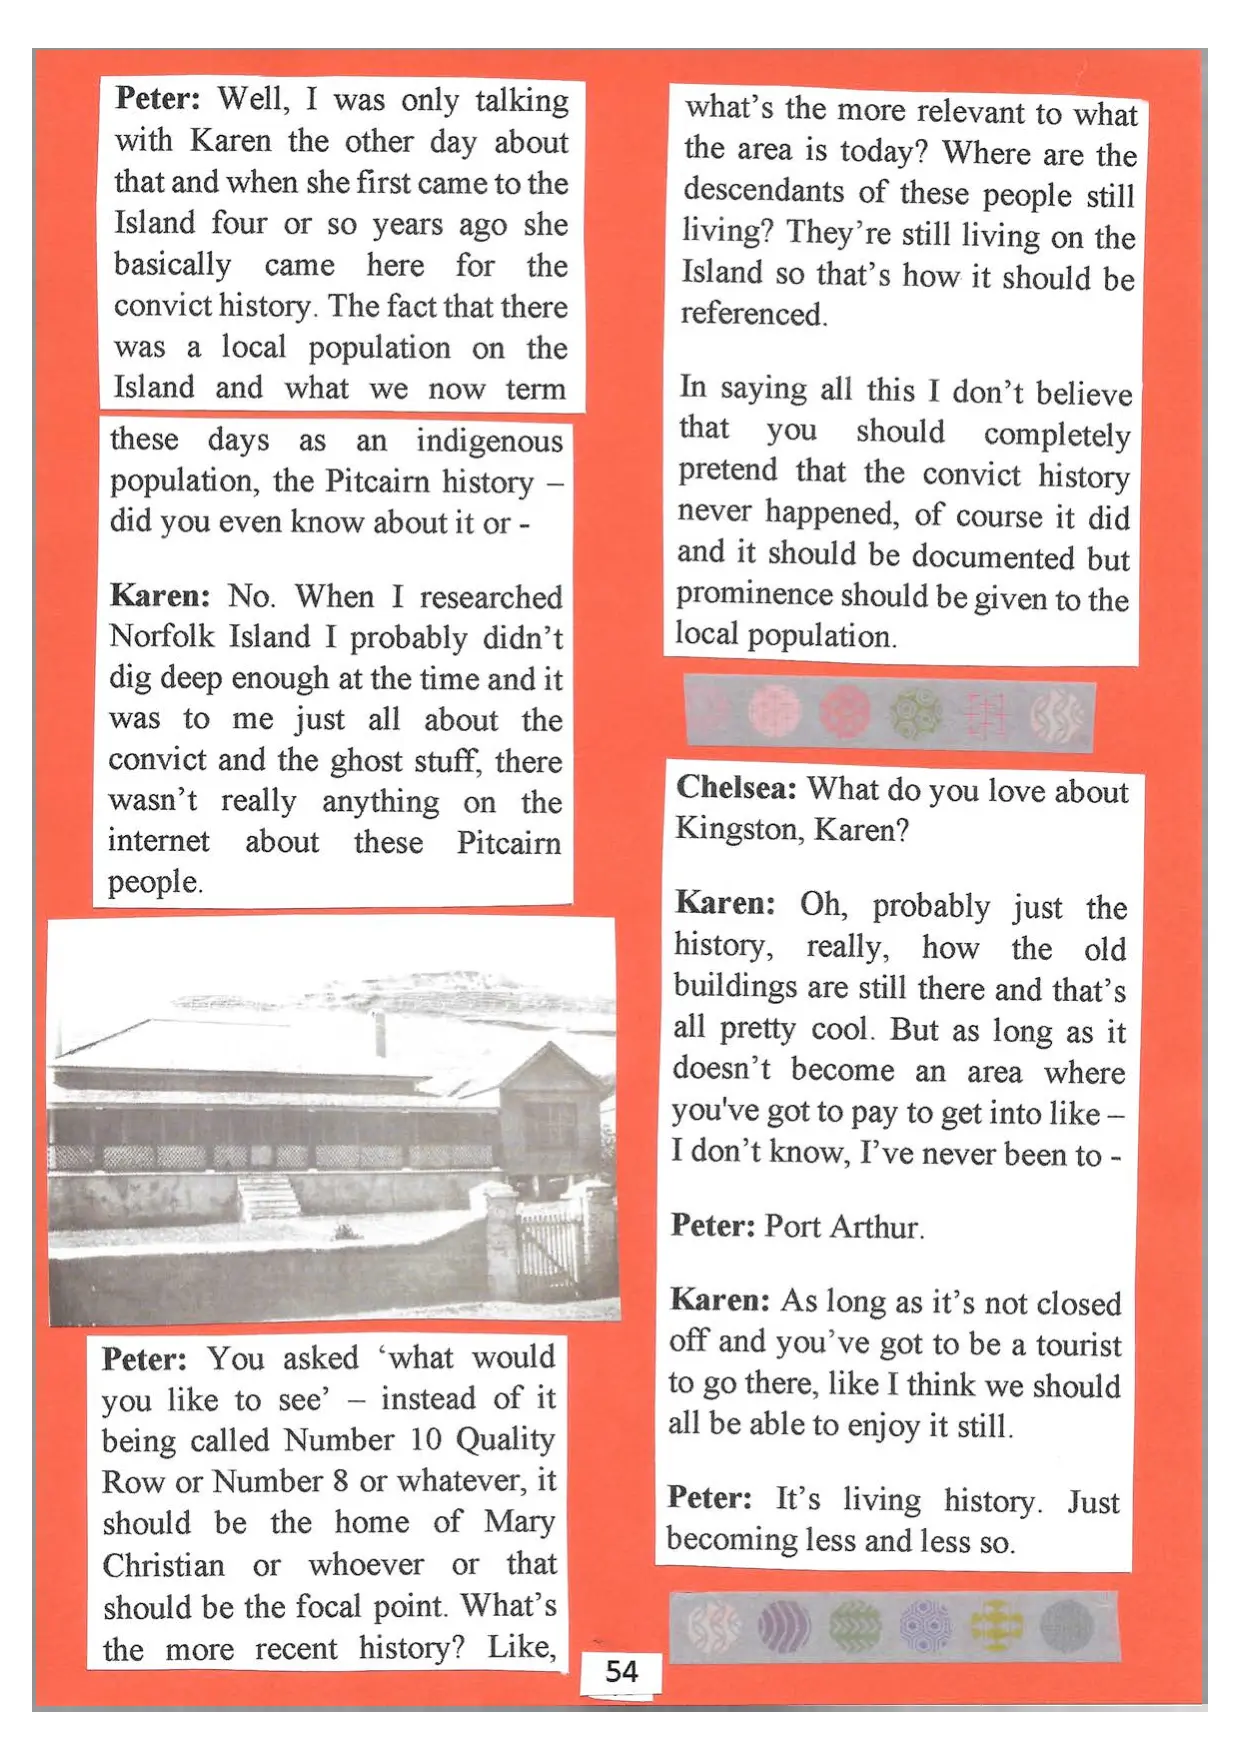 Peter: Well, I was only talking
with Karen the other day about
that and when she first came to the
Island four or so years ago she
basically came here for the
convict history. The fact that there
was a local population on the
Island and what we now term
these days as an indigenous
population, the Pitcairn history –
did you even know about it or -
Karen: No. When I researched
Norfolk Island I probably didn’t
dig deep enough at the time and it
was to me just all about the
convict and the ghost stuff, there
wasn’t really anything on the
internet about these Pitcairn
people.
Peter: You asked ‘what would
you like to see’ – instead of it
being called Number 10 Quality
Row or Number 8 or whatever, it
should be the home of Mary
Christian or whoever or that
should be the focal point. What’s
the more recent history? Like,
what’s the more relevant to what
the area is today? Where are the
descendants of these people still
living? They’re still living on the
Island so that’s how it should be
referenced.
In saying all this I don’t believe
that you should completely
pretend that the convict history
never happened, of course it did
and it should be documented but
prominence should be given to the
local population.
Chelsea: What do you love about
Kingston, Karen?
Karen: Oh, probably just the
history, really, how the old
buildings are still there and that’s
all pretty cool. But as long as it
doesn’t become an area where
you've got to pay to get into like –
I don’t know, I’ve never been to -
Peter: Port Arthur.
Karen: As long as it’s not closed
off and you’ve got to be a tourist
to go there, like I think we should
all be able to enjoy it still.
Peter: It’s living history. Just
becoming less and less so.
54